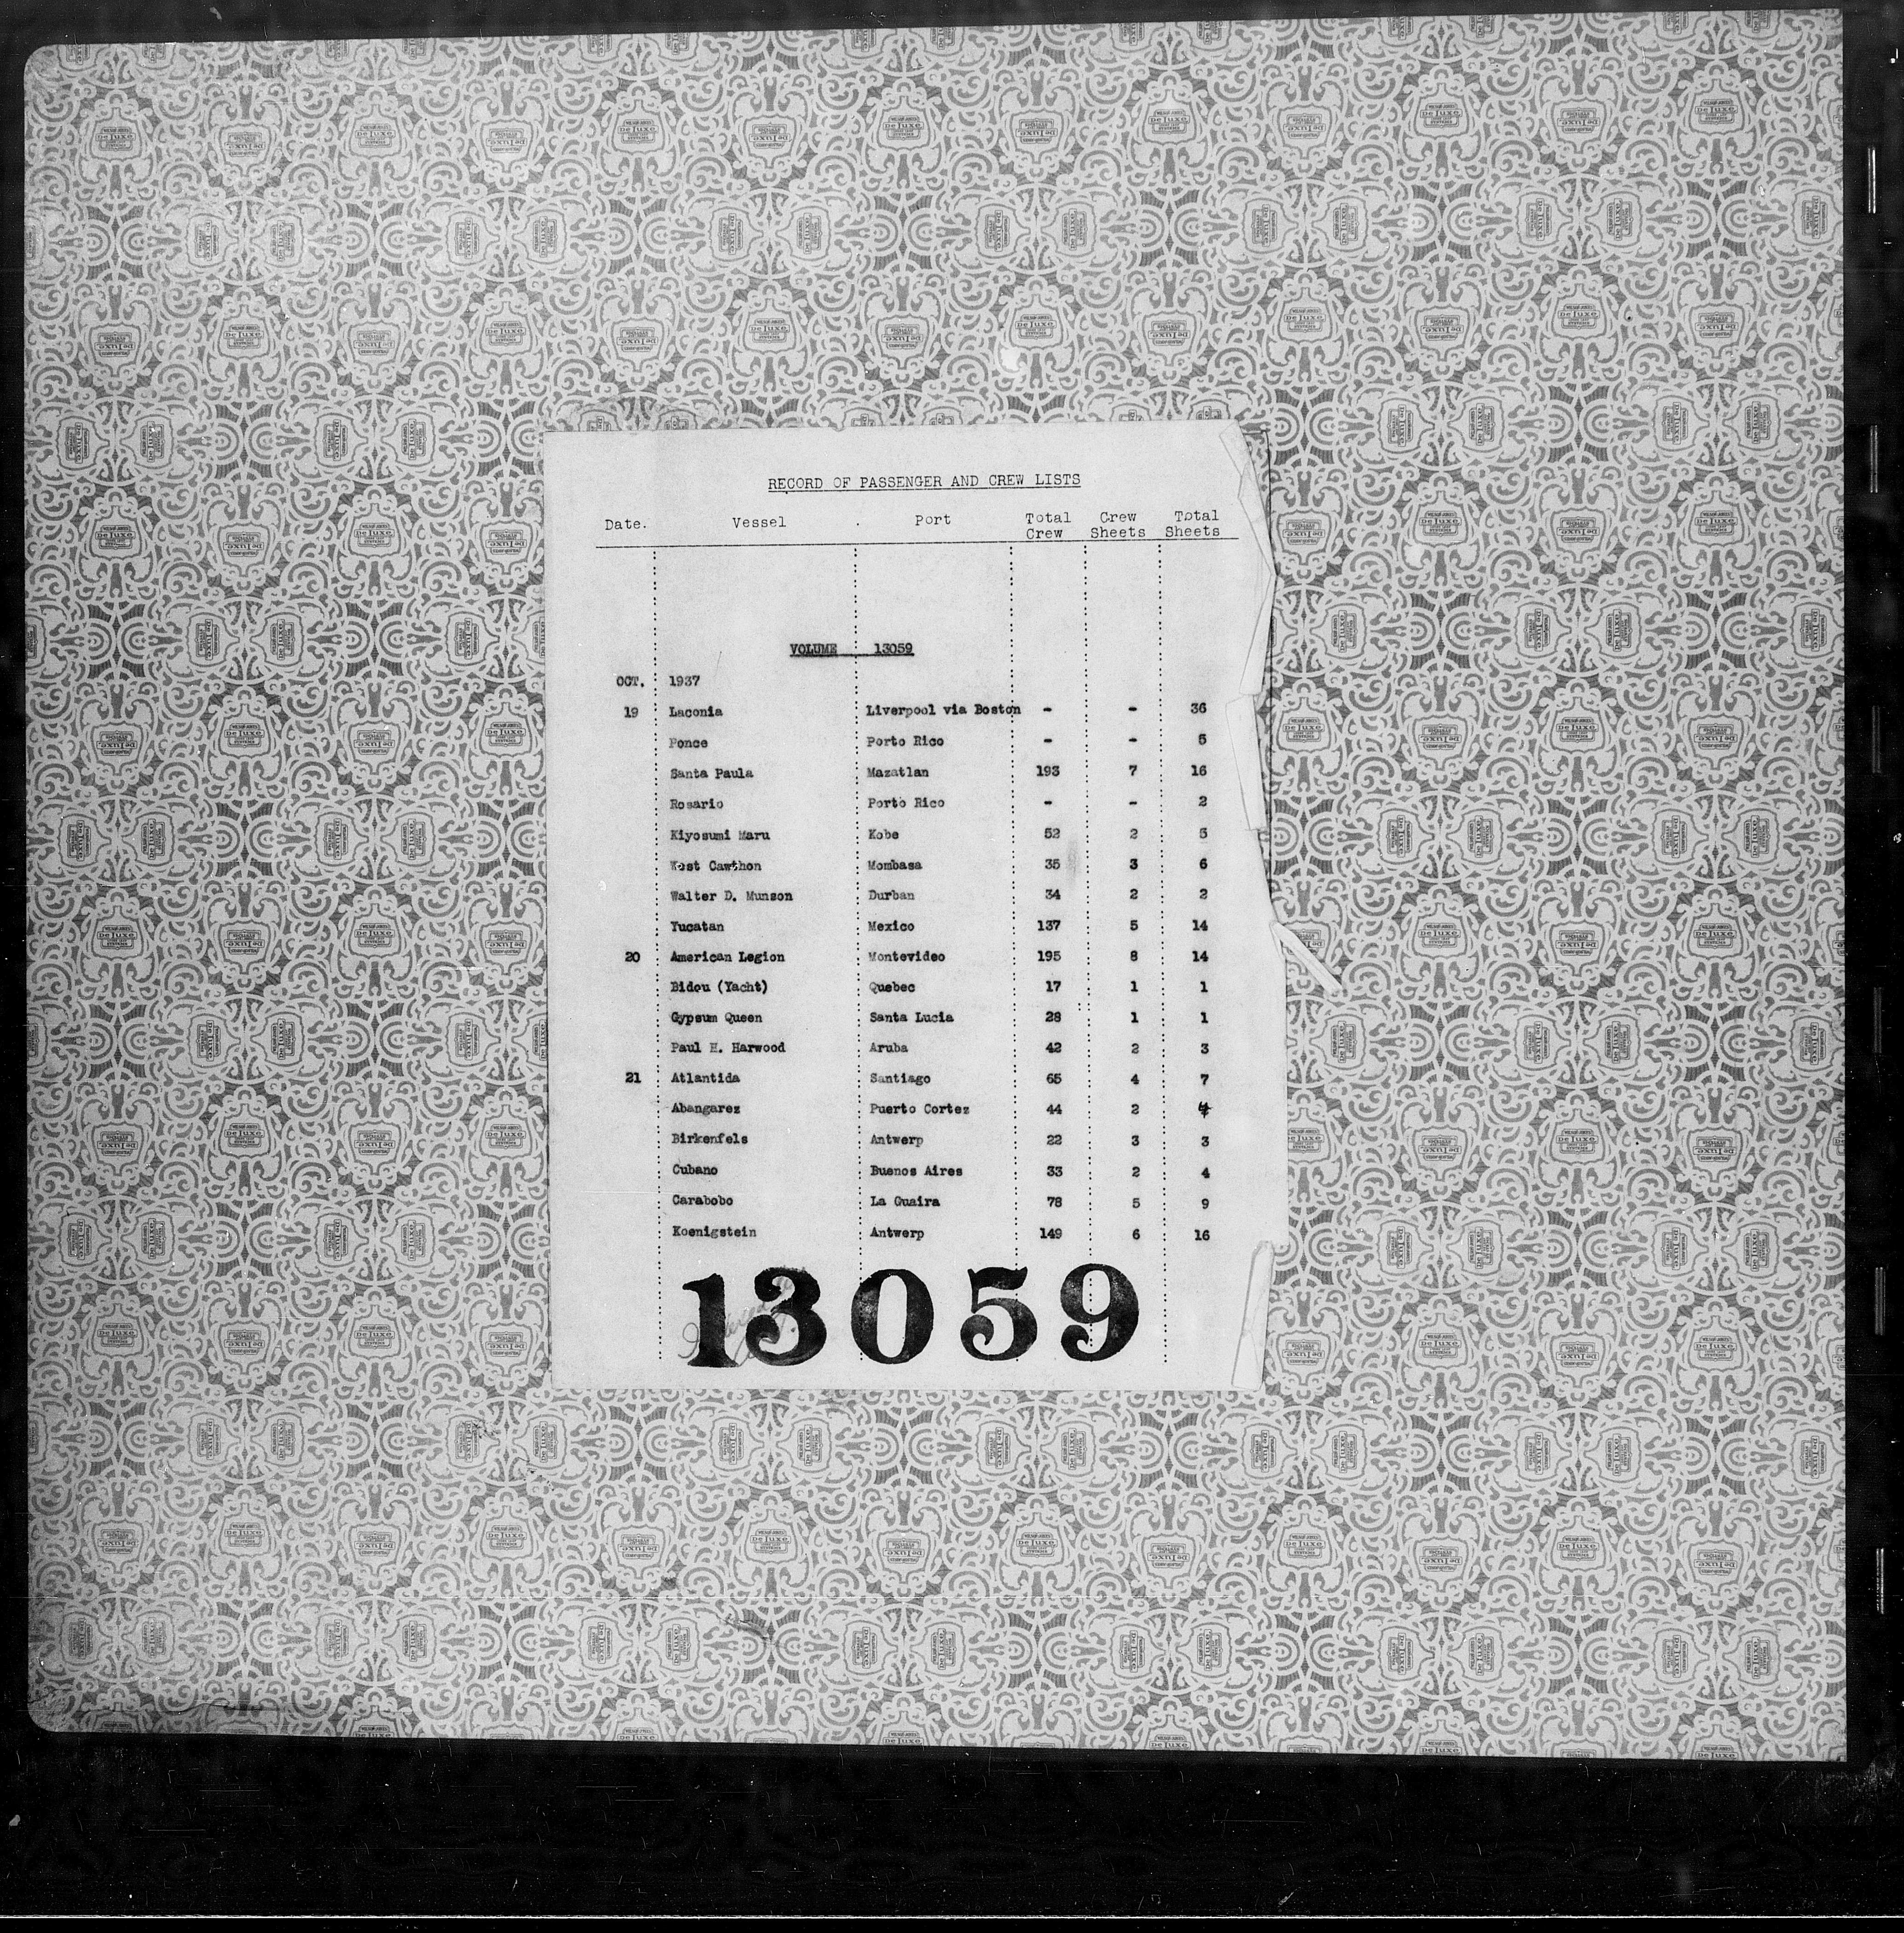 RECORD OF PASSENGER AND CREW LISTS
Date. Vessel Port Total Crew Crew Sheets Total Sheets
VOLUME 13059
OCT. 1937
19 Laconia Liverpool via Boston - - 36
Ponce Porto Rico - - 5
Santa Paula Mazatlan 193 7 16
Rosario Porto Rico - - 2
Kiyosumi Maru Kobe 52 2 5
West Cawthon Mombasa 35 3 6
Walter D. Munson Durban 34 2 2
Yucatan Mexico 137 5 14
20 American Legion Montevideo 195 8 14
Bidou (Yacht) Quebec 17 1 1
Gypsum Queen Santa Lucia 28 1 1
Paul H. Harwood Aruba 42 2 3
21 Atlantida Santiago 65 4 7
Abangarez Puerto Cortez 44 2 4
Birkenfels Antwerp 22 3 3
Cubano Buenos Aires 33 2 4
Carabobo La Guaira 78 5 9
Koenigstein Antwerp 149 6 16
13059